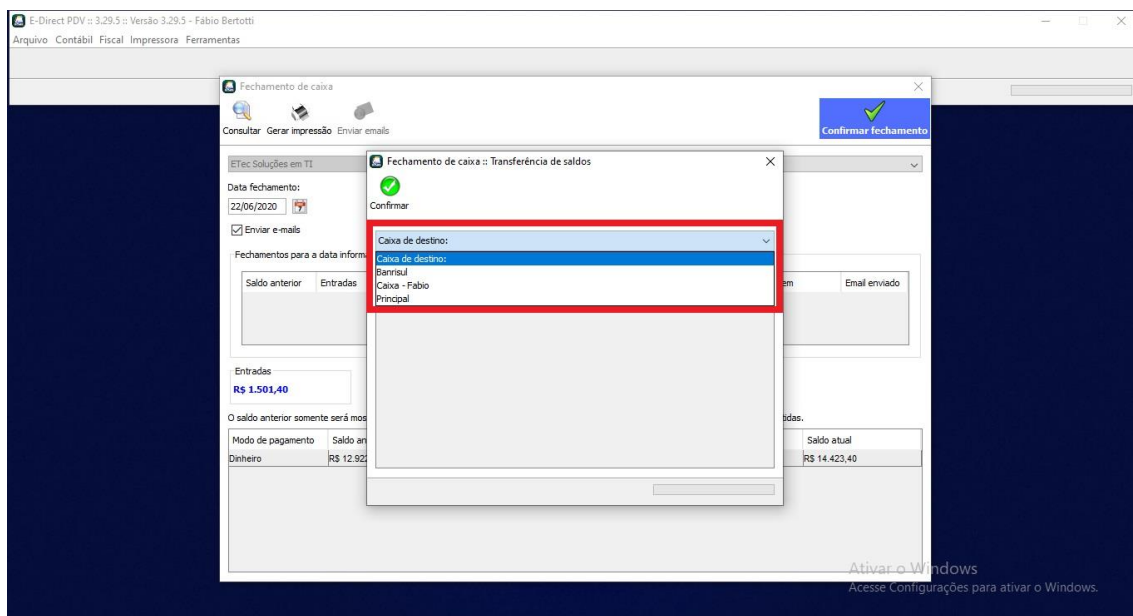 E-Direct PDV :: 3.29.5 :: Versão 3.29.5 - Fábio Bertotti
Arquivo Contábil Fiscal Impressora Ferramentas
Fechamento de caixa
Consultar Gerar impressão Enviar emails
Confirmar fechamento
ETec Soluções em TI
Fechamento de caixa :: Transferência de saldos
Confirmar
Data fechamento:
22/06/2020
Enviar e-mails
Caixa de destino:
Caixa de destino:
Banrisul
Caixa - Fabio
Principal
Fechamentos para a data
Saldo anterior Entradas Email enviado
Entradas
R$ 1.501,40
O saldo anterior somente será
Modo de pagamento Saldo Saldo atual
Dinheiro R$ 12.922 R$ 14.423,40
Ativar o Windows
Acesse Configurações para ativar o Windows.